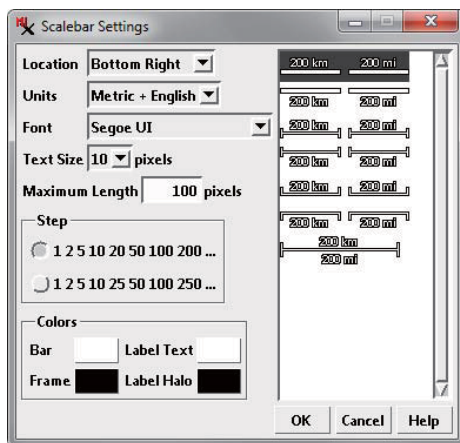 Scalebar Settings
Location Bottom Right
Units Metric + English
Font Segoe UI
Text Size 10 pixels
Maximum Length 100 pixels
Step
1 2 5 10 20 50 100 200 ...
1 2 5 10 25 50 100 250 ...
Colors
Bar Label Text
Frame Label Halo
200 km 200 mi
200 km 200 mi
200 km 200 mi
200 km 200 mi
200 km 200 mi
200 km 200 mi
200 km
200 mi
OK Cancel Help